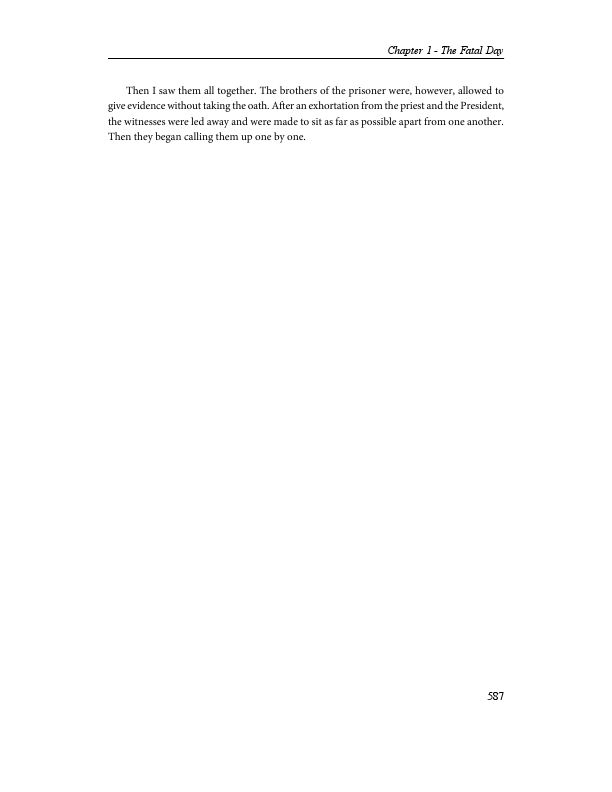 Chapter 1 - The Fatal Day
Then I saw them all together. The brothers of the prisoner were, however, allowed to
give evidence without taking the oath. After an exhortation from the priest and the President,
the witnesses were led away and were made to sit as far as possible apart from one another.
Then they began calling them up one by one.
587